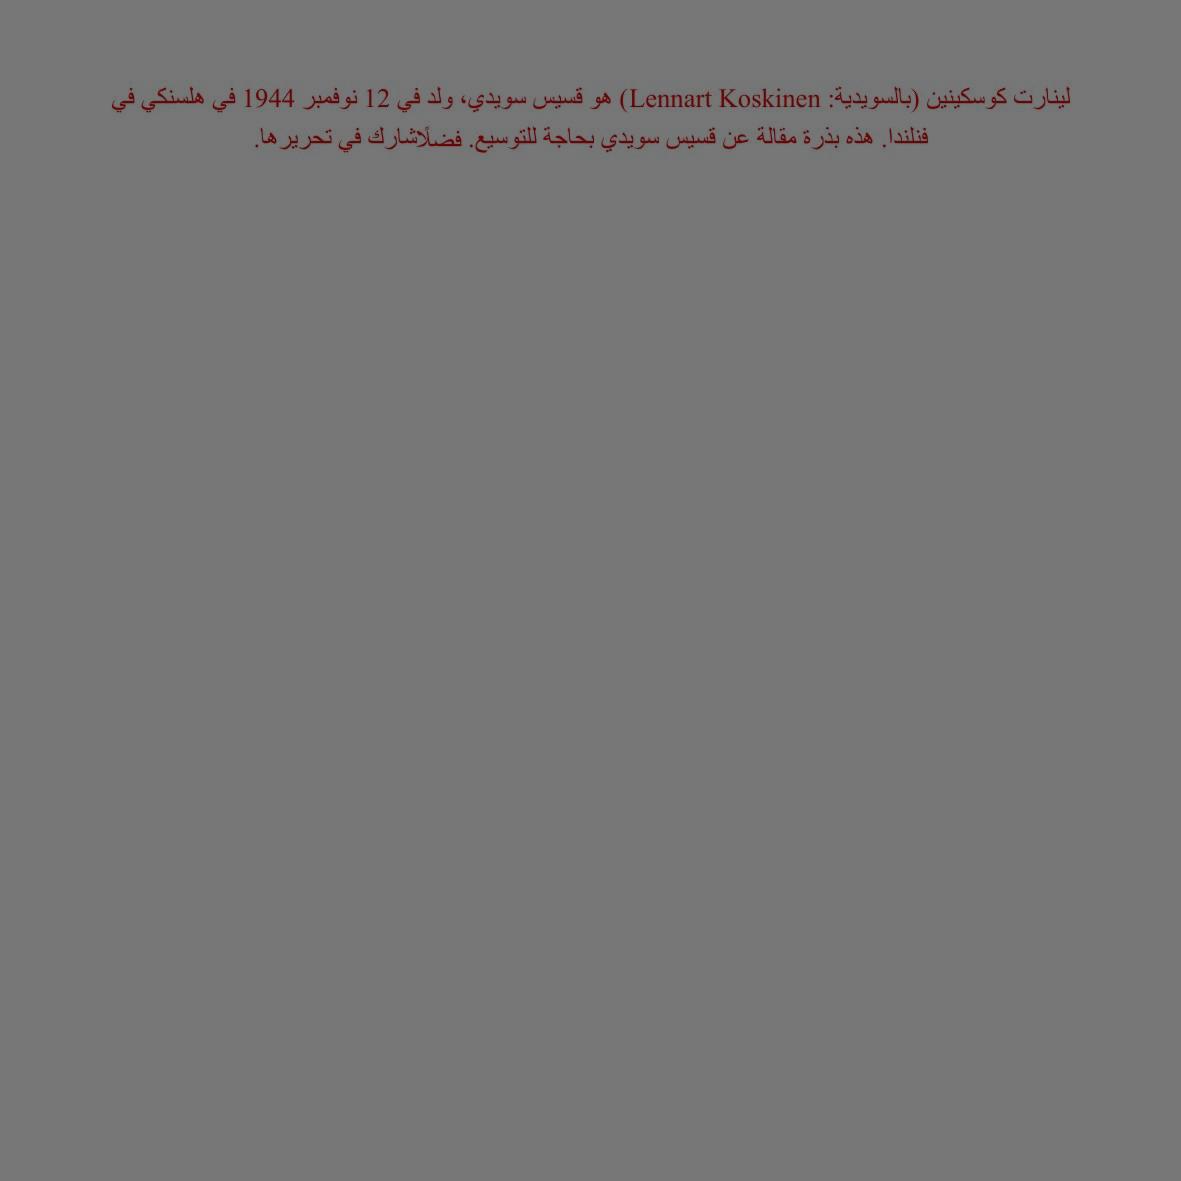 لينارت كوسكينين (بالسويدية: Lennart Koskinen) هو قسيس سويدي، ولد في 12 نوفمبر 1944 في هلسنكي في
فنلندا. هذه بذرة مقالة عن قسيس سويدي بحاجة للتوسيع. فضلًاشارك في تحريرها.